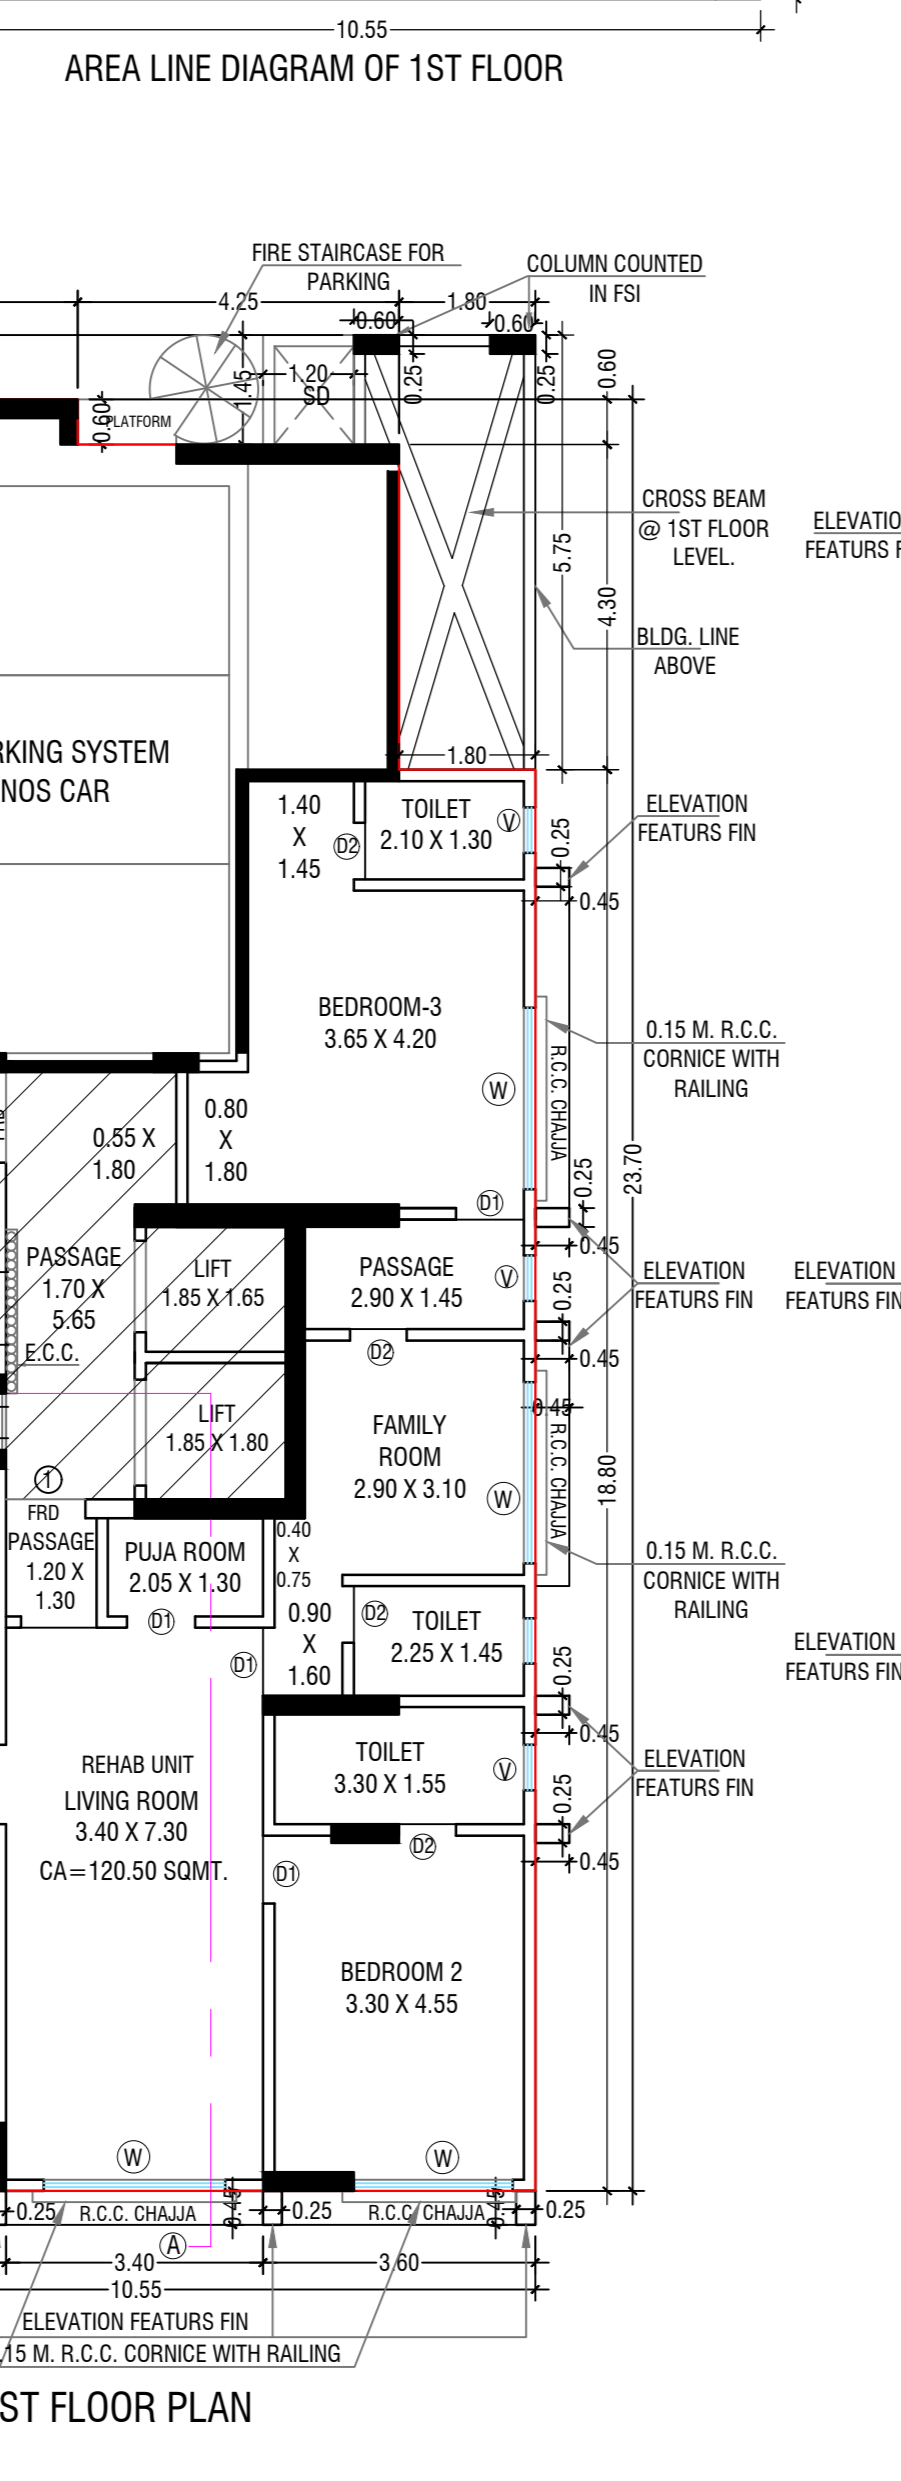 10.55
AREA LINE DIAGRAM OF 1ST FLOOR
FIRE STAIRCASE FOR
PARKING
COLUMN COUNTED
IN FSI
4.25
1.80
0.60
0.60
1.20
SD
1.45
0.25
0.25
0.60
0.60
PLATFORM
CROSS BEAM
@ 1ST FLOOR
LEVEL.
ELEVATIO
FEATURS F
5.75
4.30
BLDG. LINE
ABOVE
RKING SYSTEM
NOS CAR
1.80
1.40
X
1.45
D2
TOILET
2.10 X 1.30
V
0.25
ELEVATION
FEATURS FIN
0.45
BEDROOM-3
3.65 X 4.20
0.15 M. R.C.C.
CORNICE WITH
RAILING
W
R.C.C. CHAJJA
0.55 X
1.80
0.80
X
1.80
23.70
0.25
D1
0.45
PASSAGE
1.70 X
5.65
E.C.C.
LIFT
1.85 X 1.65
PASSAGE
2.90 X 1.45
V
0.25
ELEVATION
FEATURS FIN
ELEVATION
FEATURS FIN
D2
0.45
0.45
LIFT
1.85 X 1.80
FAMILY
ROOM
2.90 X 3.10
W
R.C.C. CHAJJA
18.80
1
FRD
PASSAGE
1.20 X
1.30
PUJA ROOM
2.05 X 1.30
D1
0.40
X
0.75
0.15 M. R.C.C.
CORNICE WITH
RAILING
0.90
X
1.60
D2
TOILET
2.25 X 1.45
D1
0.25
ELEVATION
FEATURS FIN
0.45
REHAB UNIT
LIVING ROOM
3.40 X 7.30
CA=120.50 SQMT.
TOILET
3.30 X 1.55
V
0.25
ELEVATION
FEATURS FIN
D2
0.45
D1
BEDROOM 2
3.30 X 4.55
W
W
0.25
R.C.C. CHAJJA
0.45
0.25
R.C.C. CHAJJA
0.45
0.25
A
3.40
3.60
10.55
ELEVATION FEATURS FIN
.15 M. R.C.C. CORNICE WITH RAILING
ST FLOOR PLAN